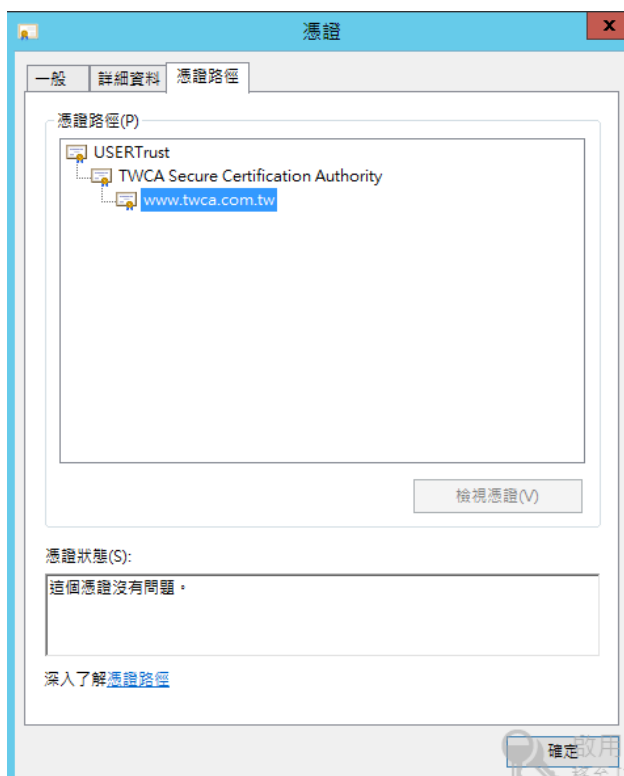 憑證
x
一般
詳細資料
憑證路徑
憑證路徑(P)
USERTrust
TWCA Secure Certification Authority
www.twca.com.tw
檢視憑證(V)
憑證狀態(S):
這個憑證沒有問題。
深入了解憑證路徑
確定
啟用